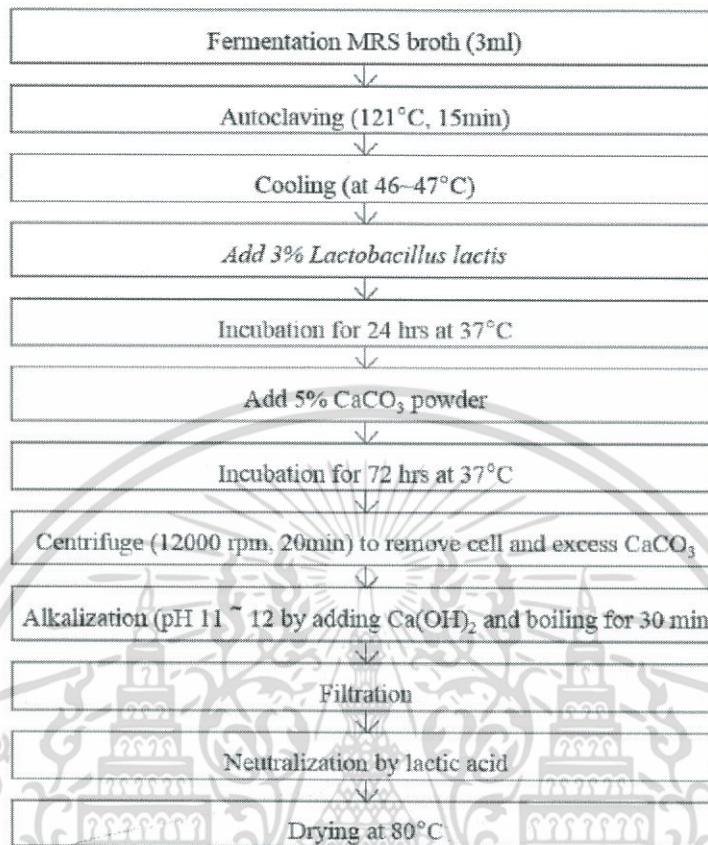 Fermentation MRS broth (3ml)
Autoclaving (121°C, 15min)
Cooling (at 46~47°C)
Add 3% Lactobacillus lactis
Incubation for 24 hrs at 37°C
Add 5% CaCO₃ powder
Incubation for 72 hrs at 37°C
Centrifuge (12000 rpm, 20min) to remove cell and excess CaCO₃
Alkalization (pH 11 ~ 12 by adding Ca(OH)₂ and boiling for 30 min
Filtration
Neutralization by lactic acid
Drying at 80°C